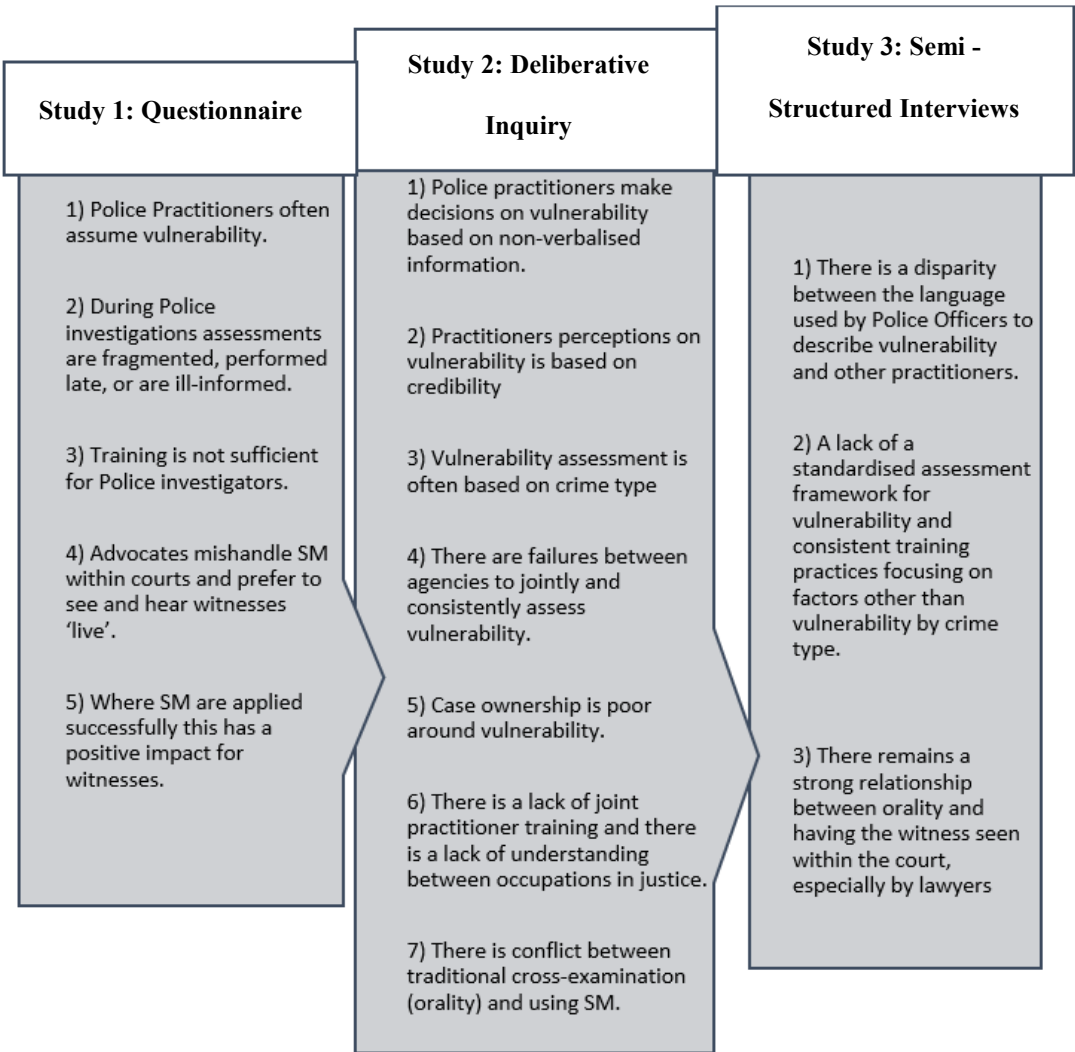 Study 1: Questionnaire
1) Police Practitioners often
assume vulnerability.
2) During Police
investigations assessments
are fragmented, performed
late, or are ill-informed.
3) Training is not sufficient
for Police investigators.
4) Advocates mishandle SM
within courts and prefer to
see and hear witnesses
‘live’.
5) Where SM are applied
successfully this has a
positive impact for
witnesses.
Study 2: Deliberative
Inquiry
1) Police practitioners make
decisions on vulnerability
based on non-verbalised
information.
2) Practitioners perceptions on
vulnerability is based on
credibility
3) Vulnerability assessment is
often based on crime type
4) There are failures between
agencies to jointly and
consistently assess
vulnerability.
5) Case ownership is poor
around vulnerability.
6) There is a lack of joint
practitioner training and there
is a lack of understanding
between occupations in justice.
7) There is conflict between
traditional cross-examination
(orality) and using SM.
Study 3: Semi -
Structured Interviews
1) There is a disparity
between the language
used by Police Officers to
describe vulnerability
and other practitioners.
2) A lack of a
standardised assessment
framework for
vulnerability and
consistent training
practices focusing on
factors other than
vulnerability by crime
type.
3) There remains a
strong relationship
between orality and
having the witness seen
within the court,
especially by lawyers